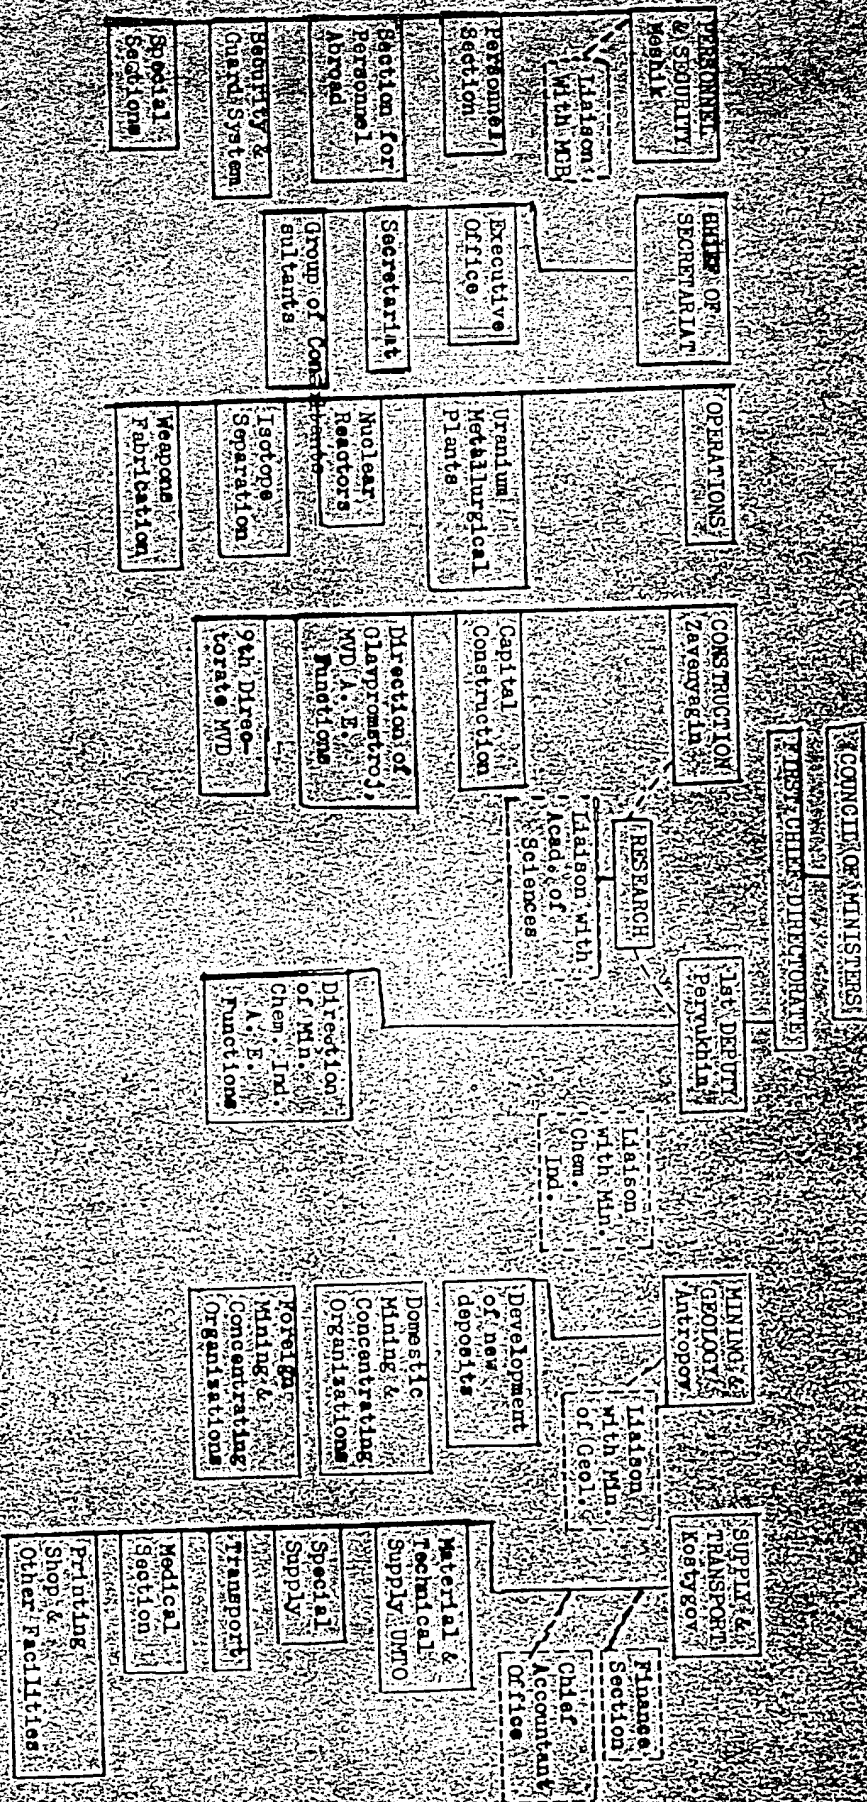 COUNCIL OF MINISTERS
FIRST CHIEF DIRECTORATE
PERSONNEL
& SECURITY
Meshik
Liaison
with MGB
Personnel
Section
Section for
Personnel
Abroad
Security &
Guard System
Special
Sections
CHIEF OF
SECRETARIAT
Executive
Office
Secretariat
Group of Con-
sultants
OPERATIONS
Uranium
Metallurgical
Plants
Nuclear
Reactors
Isotope
Separation
Weapons
Fabrication
CONSTRUCTION
Zavenyagin
Capital
Construction
Direction of
Glavpromstroj,
MVD A. E.
Functions
9th Direc-
torate MVD
RESEARCH
Liaison with
Acad. of
Sciences
1st DEPUTY
Pervukhin
Direction
of Min.
Chem. Ind.
A. E.
Functions
Liaison
with Min.
Chem.
Ind.
MINING &
GEOLOGY
Antropov
Liaison
with Min.
of Geol.
Development
of new
deposits
Domestic
Mining &
Concentrating
Organizations
Foreign
Mining &
Concentrating
Organizations
SUPPLY &
TRANSPORT
Kostygov
Finance
Section
Chief
Accountant
Office
Material &
Technical
Supply UMTO
Special
Supply
Transport
Medical
Section
Printing
Shop &
Other Facilities